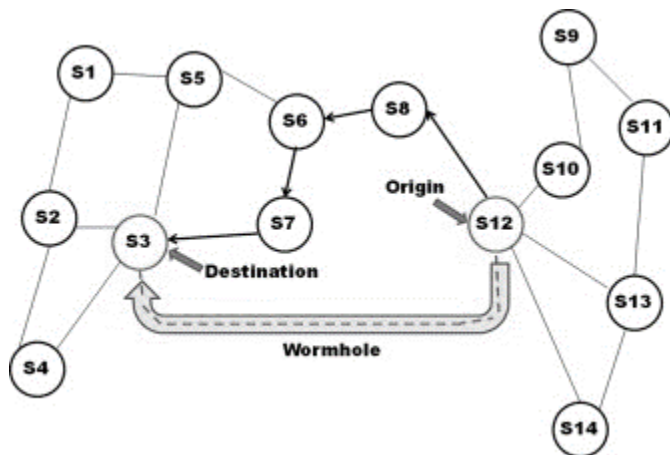 S9
S1
S5
S8
S6
S11
S10
Origin
S2
S7
S12
S3
Destination
S13
Wormhole
S4
S14